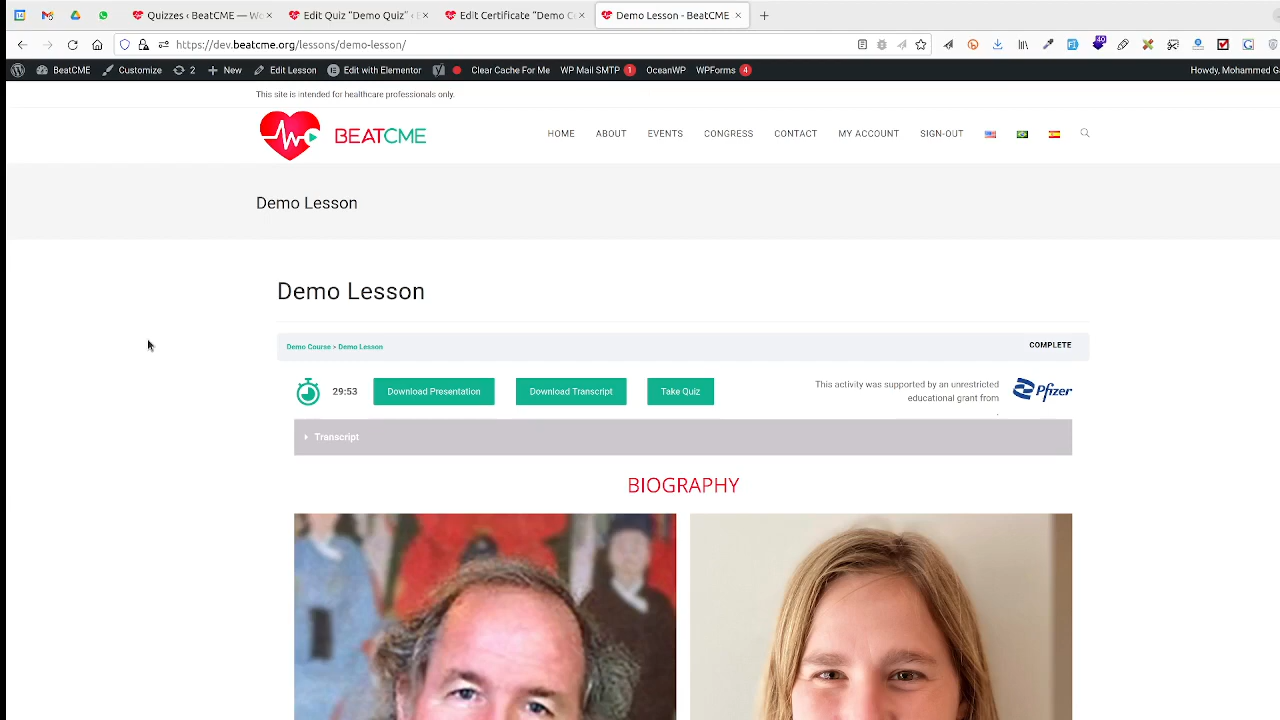 Quizzes ‹ BeatCME — Wo
Edit Quiz “Demo Quiz” ‹
Edit Certificate “Demo C
Demo Lesson - BeatCME
https://dev.beatcme.org/lessons/demo-lesson/
BeatCME Customize 2 New Edit Lesson Edit with Elementor Clear Cache For Me WP Mail SMTP 1 OceanWP WPForms 4 Howdy, Mohammed G
This site is intended for healthcare professionals only.
BEATCME
HOME ABOUT EVENTS CONGRESS CONTACT MY ACCOUNT SIGN-OUT
Demo Lesson
Demo Lesson
Demo Course > Demo Lesson
COMPLETE
29:53
Download Presentation
Download Transcript
Take Quiz
This activity was supported by an unrestricted
educational grant from
Pfizer
.
Transcript
BIOGRAPHY